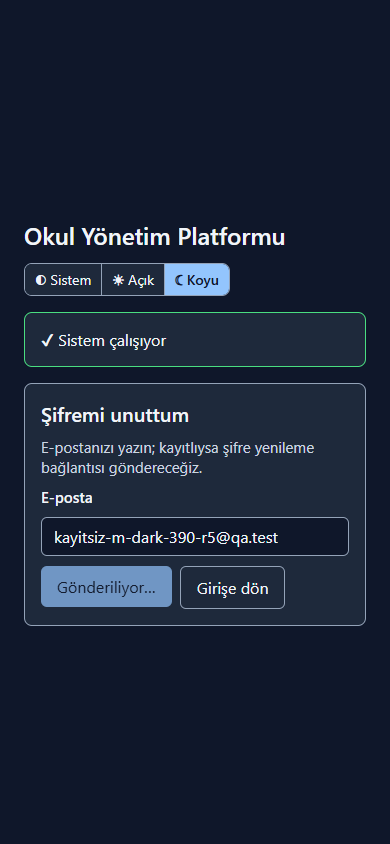 Okul Yönetim Platformu
◐ Sistem ☀ Açık ☾ Koyu
✔ Sistem çalışıyor
Şifremi unuttum
E-postanızı yazın; kayıtlıysa şifre yenileme
bağlantısı göndereceğiz.
E-posta
kayitsiz-m-dark-390-r5@qa.test
Gönderiliyor... Girişe dön